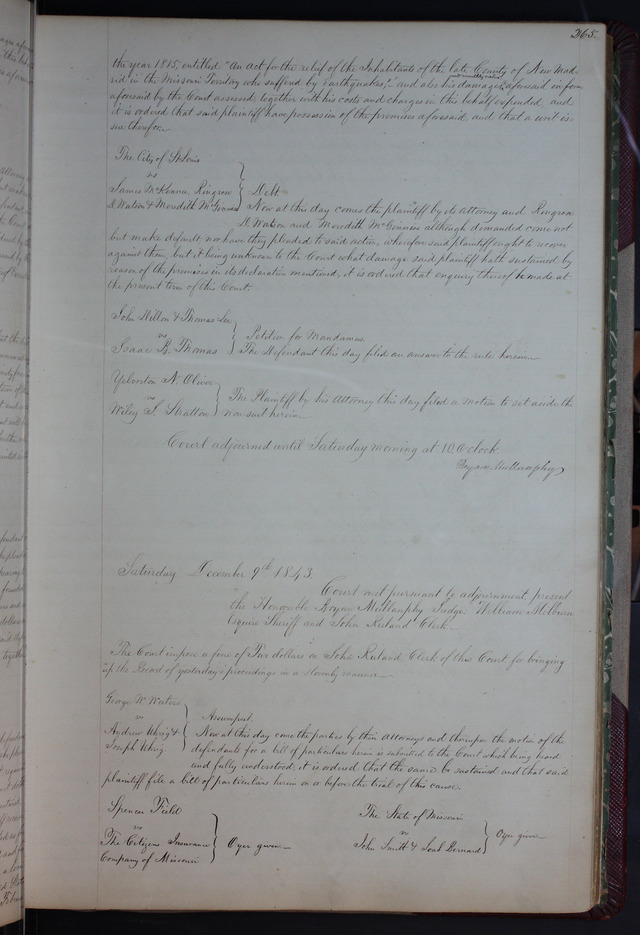 265.
the year 1815, entitled "An act for the relief of the Inhabitants of the late County of New Mad-
rid in the Missouri Territory who suffered by Earthquakes," and also his damages aforesaid in form
aforesaid by the Court assessed, together with his costs and charges in this behalf expended, and
it is ordered that said plaintiff have possession of the premises aforesaid, and that a writ is-
sue therefor.
The City of St Louis
vs
James McKenna, Ringrose
D. Watson & Meredith McGinniss
Debt
Now at this day comes the plaintiff by its Attorney and Ringrose
D. Watson and Meredith McGinniss although demanded come not
but make default nor have they pleaded to said action, wherefore said plaintiff ought to recover
against them, but it being unknown to the Court what damage said plaintiff hath sustained by
reason of the premises in its declaration mentioned, it is ordered that enquiry thereof be made at
the present term of this Court.
John Dillon & Thomas Lee
vs
Isaac B. Thomas
Petition for Mandamus.
The Defendant this day filed an answer to the rule herein
Yelverton N. Oliver
vs
Wiley S. Stratton
The Plaintiff by his Attorney this day filed a motion to set aside the
non suit herein
Court adjourned until Saturday morning at 10 O'clock.
Bryan Mullanphy
Saturday December 9th 1843.
Court met pursuant to adjournment, present
the Honorable Bryan Mullanphy Judge William Milburn
Esquire Sheriff and John Ruland Clerk
The Court impose a fine of Five dollars on John Ruland Clerk of this Court for bringing
up the Record of yesterday's proceedings in a slovenly manner
George W. Waters
vs
Andrew Uhrig &
Joseph Uhrig
Assumpsit.
Now at this day come the parties by their Attorneys and thereupon the motion of the
defendants for a bill of particulars herein is submitted to the Court which being heard
and fully understood, it is ordered that the same be sustained and that said
plaintiff file a bill of particulars herein on or before the trial of this cause.
Spencer Field
vs
The Citizens Insurance
Company of Missouri
Oyer given
The State of Missouri
vs
John Smith & Bernard
Oyer given